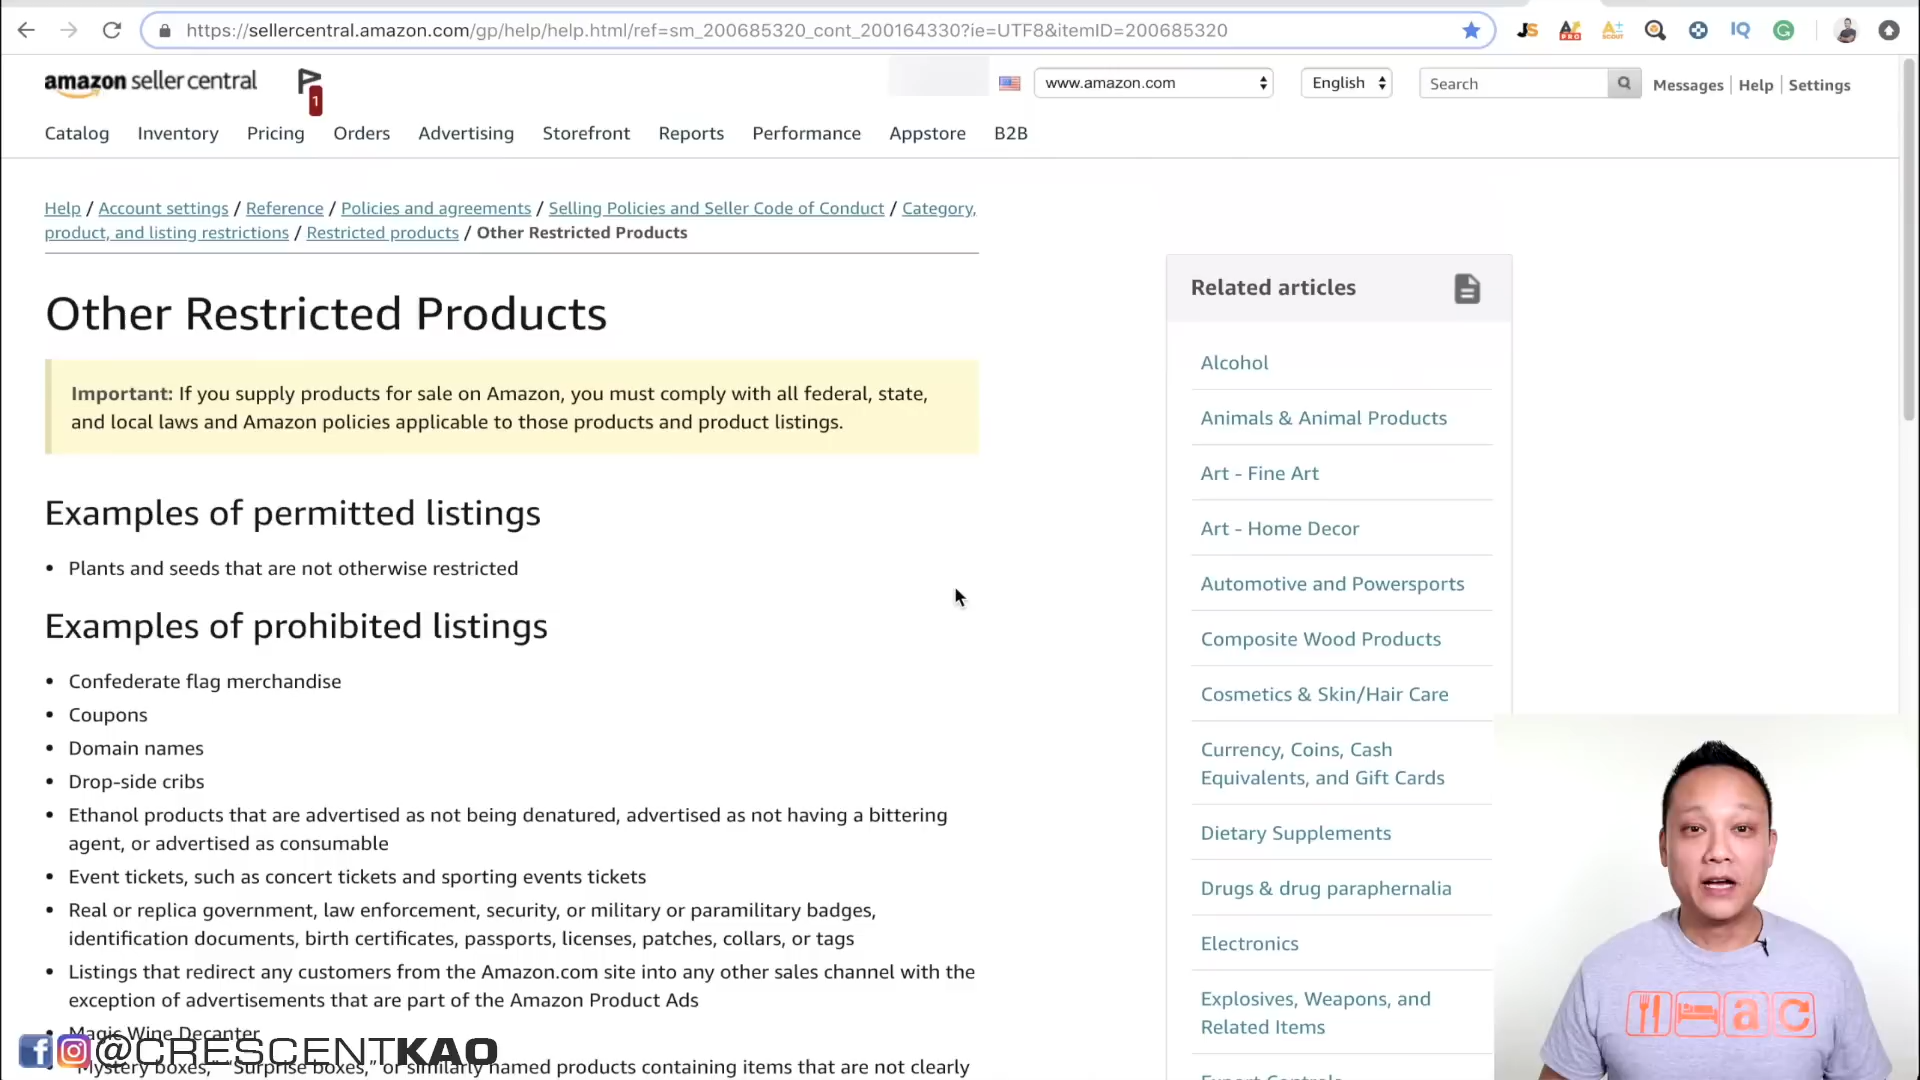 https://sellercentral.amazon.com/gp/help/help.html/ref=sm_200685320_cont_200164330?ie=UTF8&itemID=200685320
JS
PRO
SCOUT
IQ
G
amazon seller central
1
www.amazon.com
English
Search
Messages | Help | Settings
Catalog
Inventory
Pricing
Orders
Advertising
Storefront
Reports
Performance
Appstore
B2B
Help / Account settings / Reference / Policies and agreements / Selling Policies and Seller Code of Conduct / Category,
product, and listing restrictions / Restricted products / Other Restricted Products
Other Restricted Products
Important: If you supply products for sale on Amazon, you must comply with all federal, state,
and local laws and Amazon policies applicable to those products and product listings.
Examples of permitted listings
• Plants and seeds that are not otherwise restricted
Examples of prohibited listings
• Confederate flag merchandise
• Coupons
• Domain names
• Drop-side cribs
• Ethanol products that are advertised as not being denatured, advertised as not having a bittering
agent, or advertised as consumable
• Event tickets, such as concert tickets and sporting events tickets
• Real or replica government, law enforcement, security, or military or paramilitary badges,
identification documents, birth certificates, passports, licenses, patches, collars, or tags
• Listings that redirect any customers from the Amazon.com site into any other sales channel with the
exception of advertisements that are part of the Amazon Product Ads
• Magic Wine Decanter
"Mystery boxes," "Surprise boxes," or similarly named products containing items that are not clearly
@CRESCENTKAO
Related articles
Alcohol
Animals & Animal Products
Art - Fine Art
Art - Home Decor
Automotive and Powersports
Composite Wood Products
Cosmetics & Skin/Hair Care
Currency, Coins, Cash
Equivalents, and Gift Cards
Dietary Supplements
Drugs & drug paraphernalia
Electronics
Explosives, Weapons, and
Related Items
Export Controls
a c